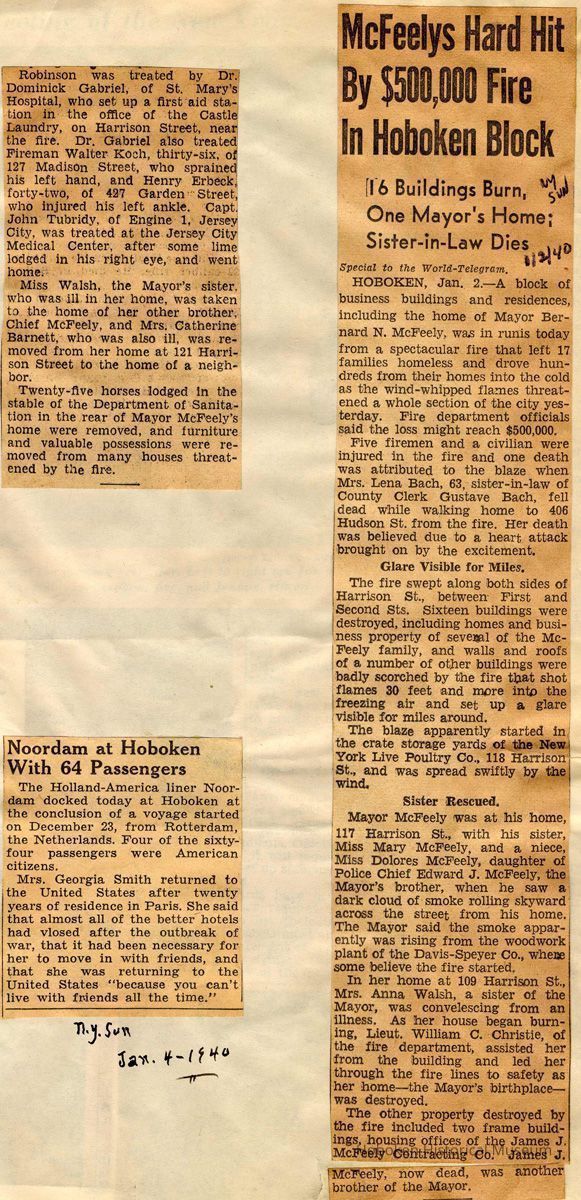 Robinson was treated by Dr.
Dominick Gabriel, of St. Mary's
Hospital, who set up a first aid sta-
tion in the office of the Castle
Laundry, on Harrison Street, near
the fire. Dr. Gabriel also treated
Fireman Walter Koch, thirty-six, of
127 Madison Street, who sprained
his left hand, and Henry Erbeck,
forty-two, of 427 Garden Street,
who injured his left ankle. Capt.
John Tubridy, of Engine 1, Jersey
City, was treated at the Jersey City
Medical Center, after some lime
lodged in his right eye, and went
home.
Miss Walsh, the Mayor's sister,
who was ill in her home, was taken
to the home of her other brother,
Chief McFeely, and Mrs. Catherine
Barnett, who was also ill, was re-
moved from her home at 121 Harri-
son Street to the home of a neigh-
bor.
Twenty-five horses lodged in the
stable of the Department of Sanita-
tion in the rear of Mayor McFeely's
home were removed, and furniture
and valuable possessions were re-
moved from many houses threat-
ened by the fire.
Noordam at Hoboken
With 64 Passengers
The Holland-America liner Noor-
dam docked today at Hoboken at
the conclusion of a voyage started
on December 23, from Rotterdam,
the Netherlands. Four of the sixty-
four passengers were American
citizens.
Mrs. Georgia Smith returned to
the United States after twenty
years of residence in Paris. She said
that almost all of the better hotels
had vlosed after the outbreak of
war, that it had been necessary for
her to move in with friends, and
that she was returning to the
United States "because you can't
live with friends all the time."
n.y. Sun
Jan. 4-1940
McFeelys Hard Hit
By $500,000 Fire
In Hoboken Block
16 Buildings Burn,
One Mayor's Home;
Sister-in-Law Dies
NY
Sun
1/2/40
Special to the World-Telegram.
HOBOKEN, Jan. 2.—A block of
business buildings and residences,
including the home of Mayor Ber-
nard N. McFeely, was in runis today
from a spectacular fire that left 17
families homeless and drove hun-
dreds from their homes into the cold
as the wind-whipped flames threat-
ened a whole section of the city yes-
terday. Fire department officials
said the loss might reach $500,000.
Five firemen and a civilian were
injured in the fire and one death
was attributed to the blaze when
Mrs. Lena Bach, 63, sister-in-law of
County Clerk Gustave Bach, fell
dead while walking home to 406
Hudson St. from the fire. Her death
was believed due to a heart attack
brought on by the excitement.
Glare Visible for Miles.
The fire swept along both sides of
Harrison St., between First and
Second Sts. Sixteen buildings were
destroyed, including homes and busi-
ness property of several of the Mc-
Feely family, and walls and roofs
of a number of other buildings were
badly scorched by the fire that shot
flames 30 feet and more into the
freezing air and set up a glare
visible for miles around.
The blaze apparently started in
the crate storage yards of the New
York Live Poultry Co., 118 Harrison
St., and was spread swiftly by the
wind.
Sister Rescued.
Mayor McFeely was at his home,
117 Harrison St., with his sister,
Miss Mary McFeely, and a niece,
Miss Dolores McFeely, daughter of
Police Chief Edward J. McFeely, the
Mayor's brother, when he saw a
dark cloud of smoke rolling skyward
across the street from his home.
The Mayor said the smoke appar-
ently was rising from the woodwork
plant of the Davis-Speyer Co., where
some believe the fire started.
In her home at 109 Harrison St.,
Mrs. Anna Walsh, a sister of the
Mayor, was convelescing from an
illness. As her house began burn-
ing, Lieut. William C. Christie, of
the fire department, assisted her
from the building and led her
through the fire lines to safety as
her home—the Mayor's birthplace—
was destroyed.
The other property destroyed by
the fire included two frame build-
ings, housing offices of the James J.
McFeely Contracting Co. James J.
McFeely, now dead, was another
brother of the Mayor.
Hoboken Historical Museum